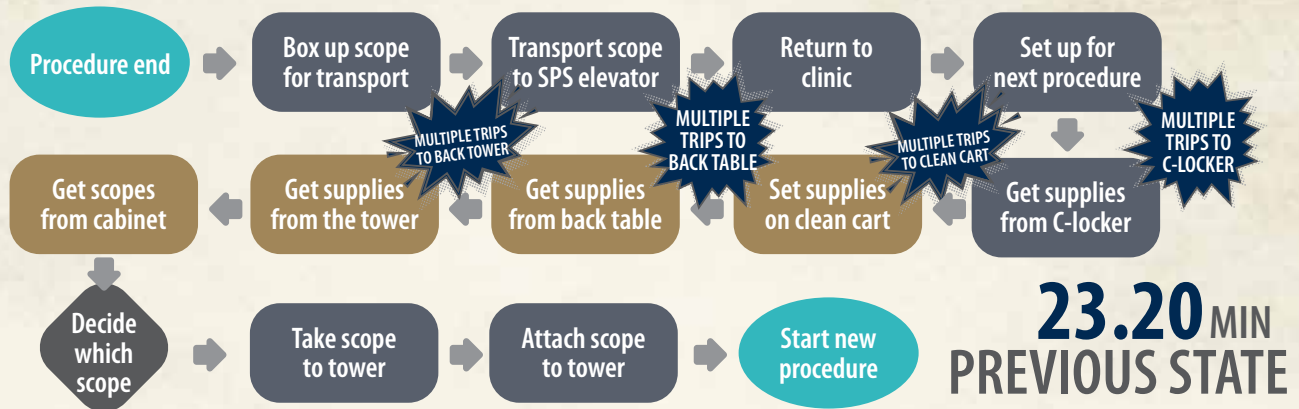 Procedure end
Box up scope
for transport
Transport scope
to SPS elevator
Return to
clinic
Set up for
next procedure
MULTIPLE TRIPS
TO BACK TOWER
MULTIPLE
TRIPS TO
BACK TABLE
MULTIPLE TRIPS
TO CLEAN CART
MULTIPLE
TRIPS TO
C-LOCKER
Get supplies
from C-locker
Set supplies
on clean cart
Get supplies
from back table
Get supplies
from the tower
Get scopes
from cabinet
Decide
which
scope
Take scope
to tower
Attach scope
to tower
Start new
procedure
23.20 MIN
PREVIOUS STATE